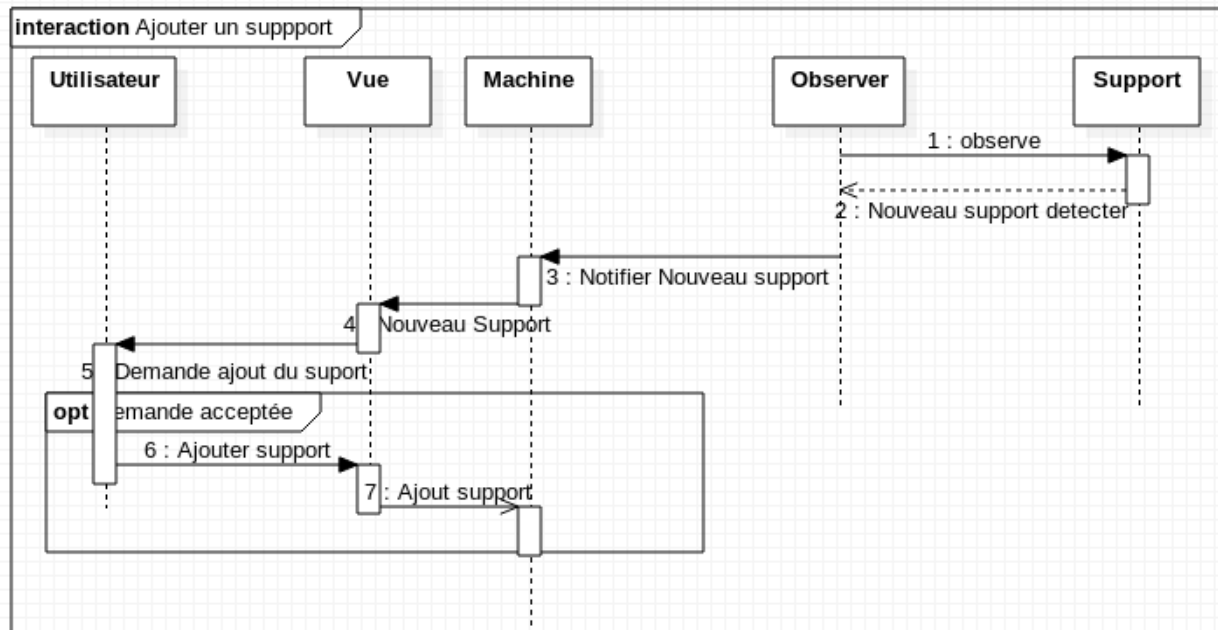 interaction Ajouter un suppport
Utilisateur
Vue
Machine
Observer
Support
1 : observe
2 : Nouveau support detecter
3 : Notifier Nouveau support
4 Nouveau Support
5 Demande ajout du suport
opt emande acceptée
6 : Ajouter support
7 : Ajout support